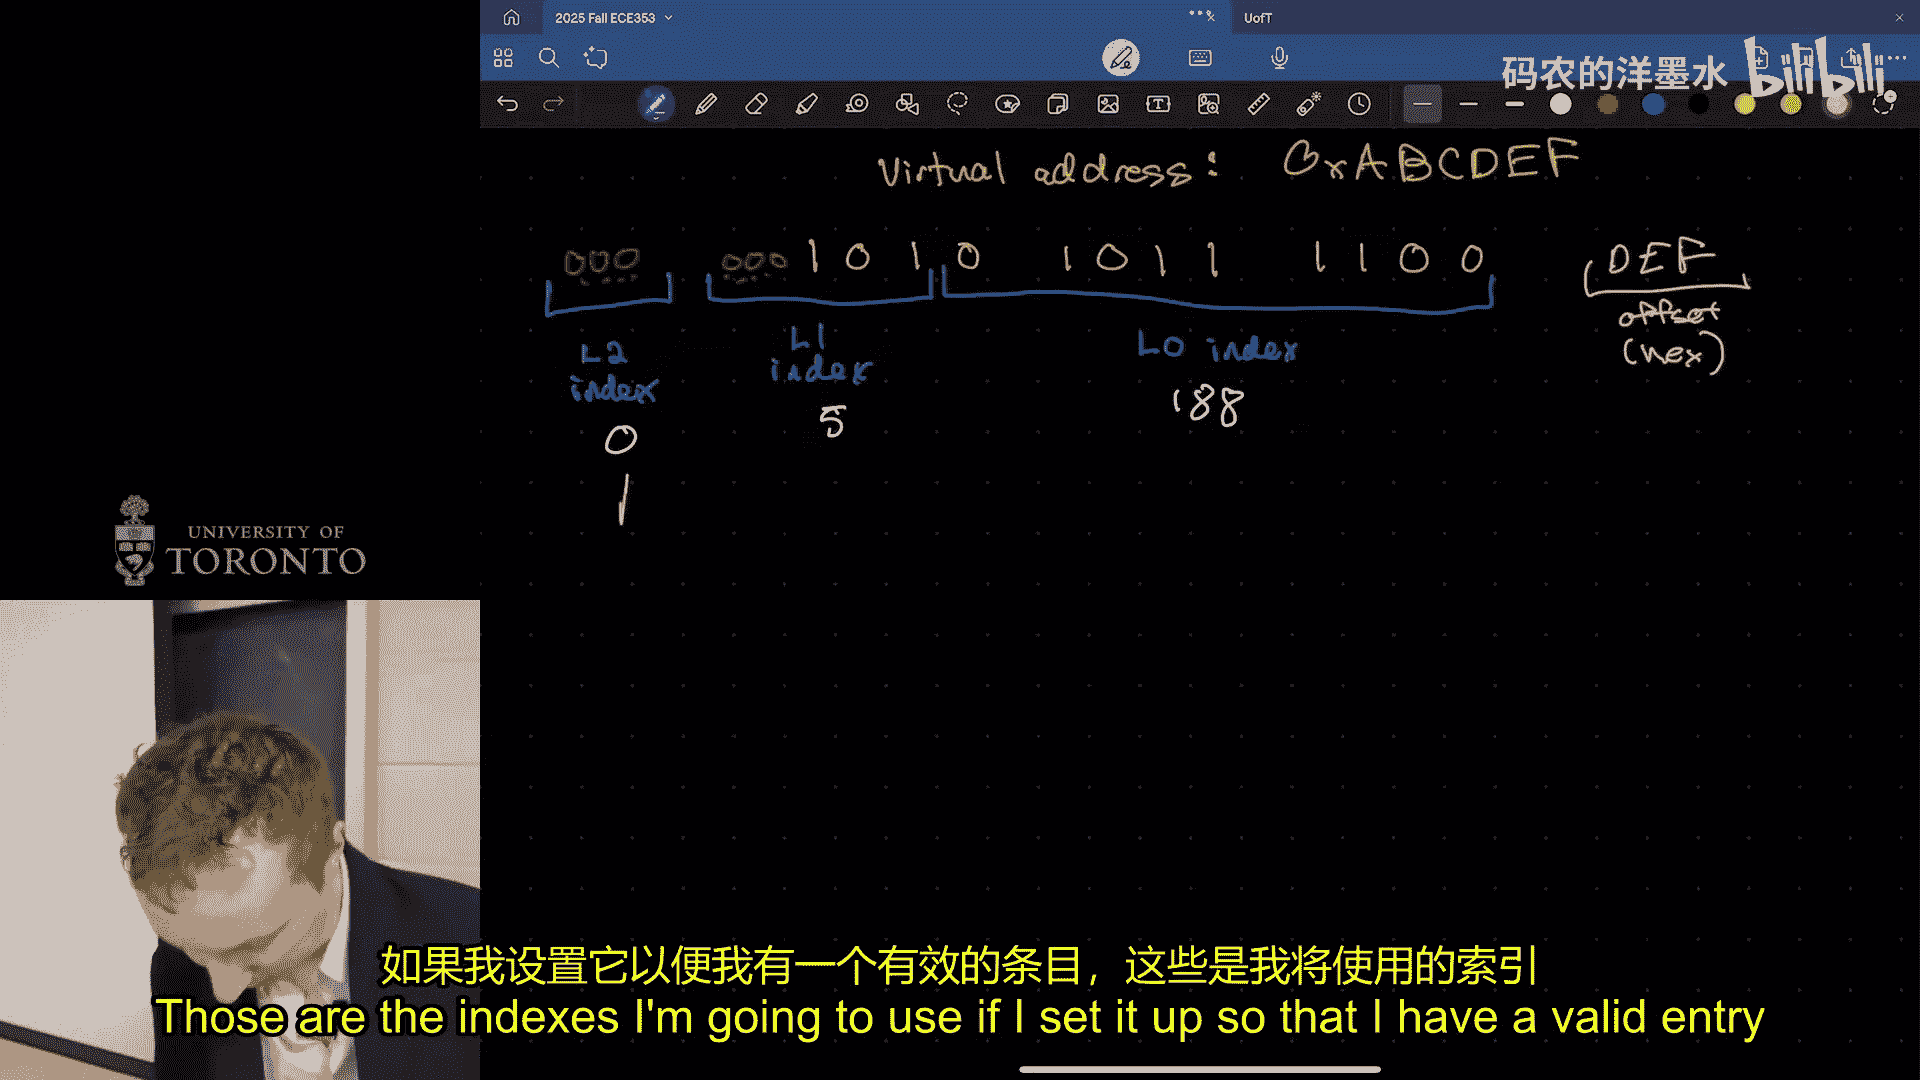 2025 Fall ECE353
UofT
码农的洋墨水 bilibili
Virtual address: 0xABCDEF
000 000 1 0 1 0 1 0 1 1 1 1 0 0 DEF
L2 index
L1 index
L0 index
offset (hex)
0
5
188
1
UNIVERSITY OF
TORONTO
如果我设置它以便我有一个有效的条目，这些是我将使用的索引
Those are the indexes I'm going to use if I set it up so that I have a valid entry